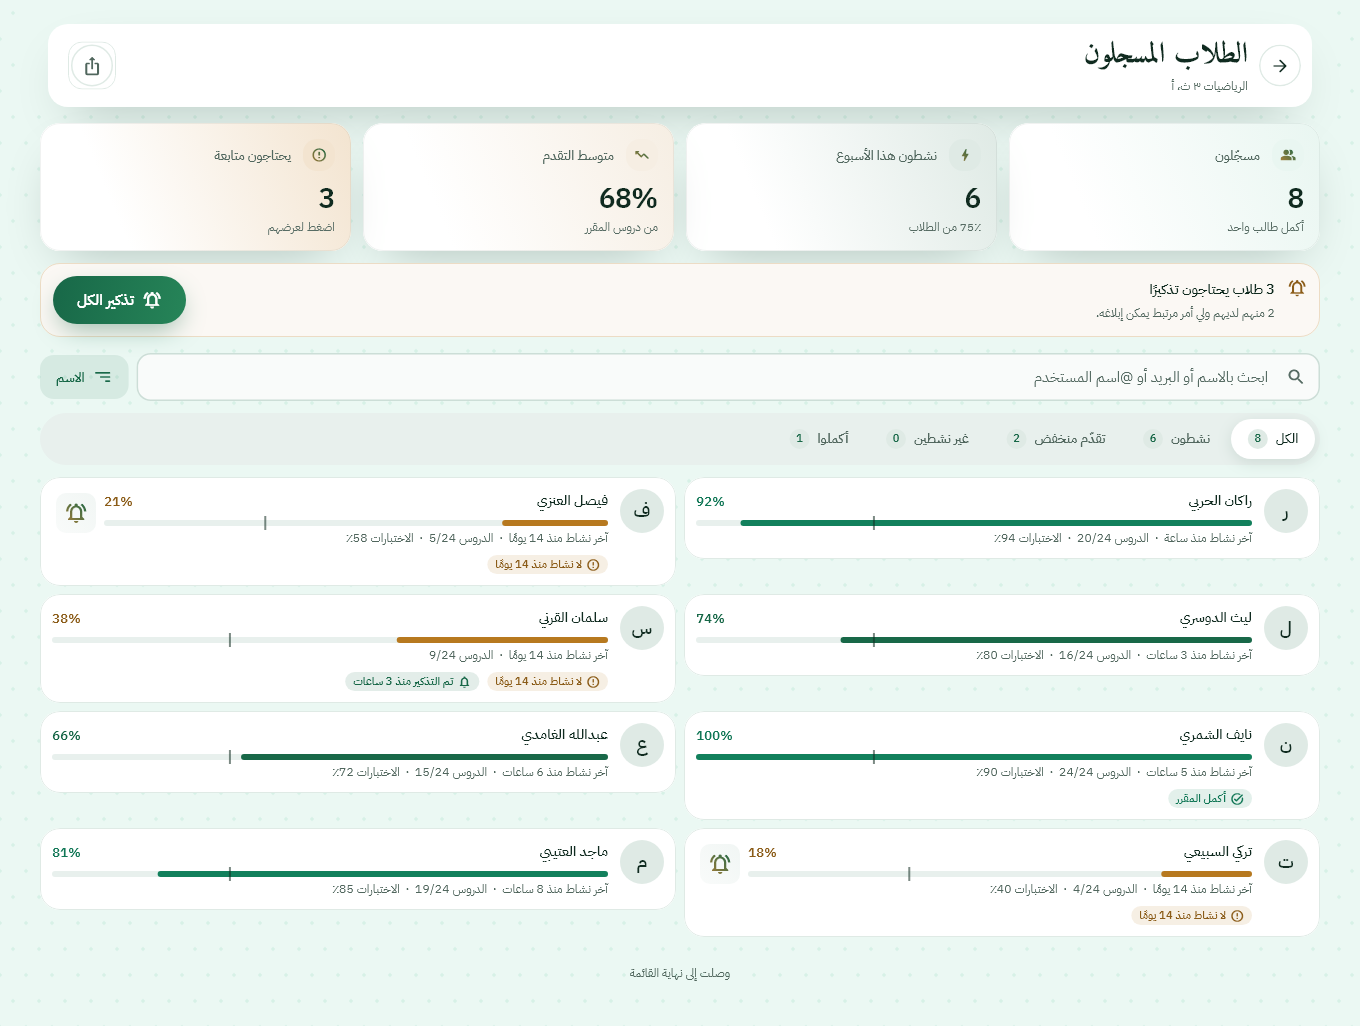 الطلاب المسجلون
الرياضيات ٣ ث، أ
مسجّلون
8
أكمل طالب واحد
نشطون هذا الأسبوع
6
75٪ من الطلاب
متوسط التقدم
68%
من دروس المقرر
يحتاجون متابعة
3
اضغط لعرضهم
3 طلاب يحتاجون تذكيرًا
2 منهم لديهم ولي أمر مرتبط يمكن إبلاغه.
تذكير الكل
ابحث بالاسم أو البريد أو @اسم المستخدم
الاسم
الكل 8
نشطون 6
تقدّم منخفض 2
غير نشطين 0
أكملوا 1
ر
راكان الحربي
92%
آخر نشاط منذ ساعة · الدروس 20/24 · الاختبارات 94٪
ف
فيصل العنزي
21%
آخر نشاط منذ 14 يومًا · الدروس 5/24 · الاختبارات 58٪
لا نشاط منذ 14 يومًا
ل
ليث الدوسري
74%
آخر نشاط منذ 3 ساعات · الدروس 16/24 · الاختبارات 80٪
س
سلمان القرني
38%
آخر نشاط منذ 14 يومًا · الدروس 9/24
لا نشاط منذ 14 يومًا
تم التذكير منذ 3 ساعات
ن
نايف الشمري
100%
آخر نشاط منذ 5 ساعات · الدروس 24/24 · الاختبارات 90٪
أكمل المقرر
ع
عبدالله الغامدي
66%
آخر نشاط منذ 6 ساعات · الدروس 15/24 · الاختبارات 72٪
ت
تركي السبيعي
18%
آخر نشاط منذ 14 يومًا · الدروس 4/24 · الاختبارات 40٪
لا نشاط منذ 14 يومًا
م
ماجد العتيبي
81%
آخر نشاط منذ 8 ساعات · الدروس 19/24 · الاختبارات 85٪
وصلت إلى نهاية القائمة